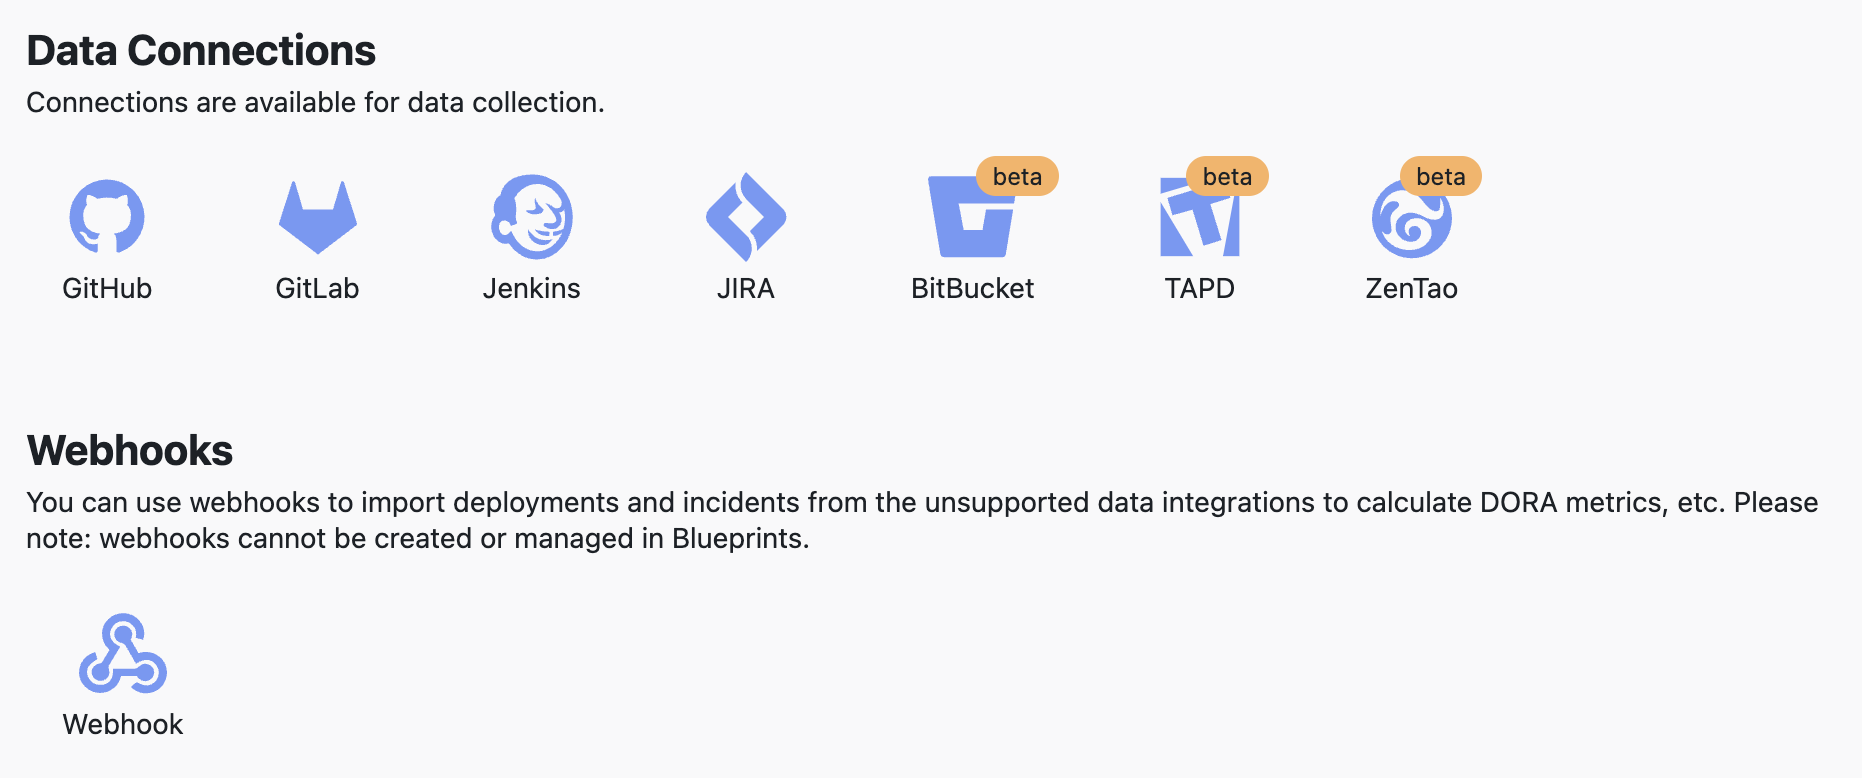 Data Connections
Connections are available for data collection.
beta
beta
beta
GitHub
GitLab
Jenkins
JIRA
BitBucket
TAPD
ZenTao
Webhooks
You can use webhooks to import deployments and incidents from the unsupported data integrations to calculate DORA metrics, etc. Please
note: webhooks cannot be created or managed in Blueprints.
Webhook